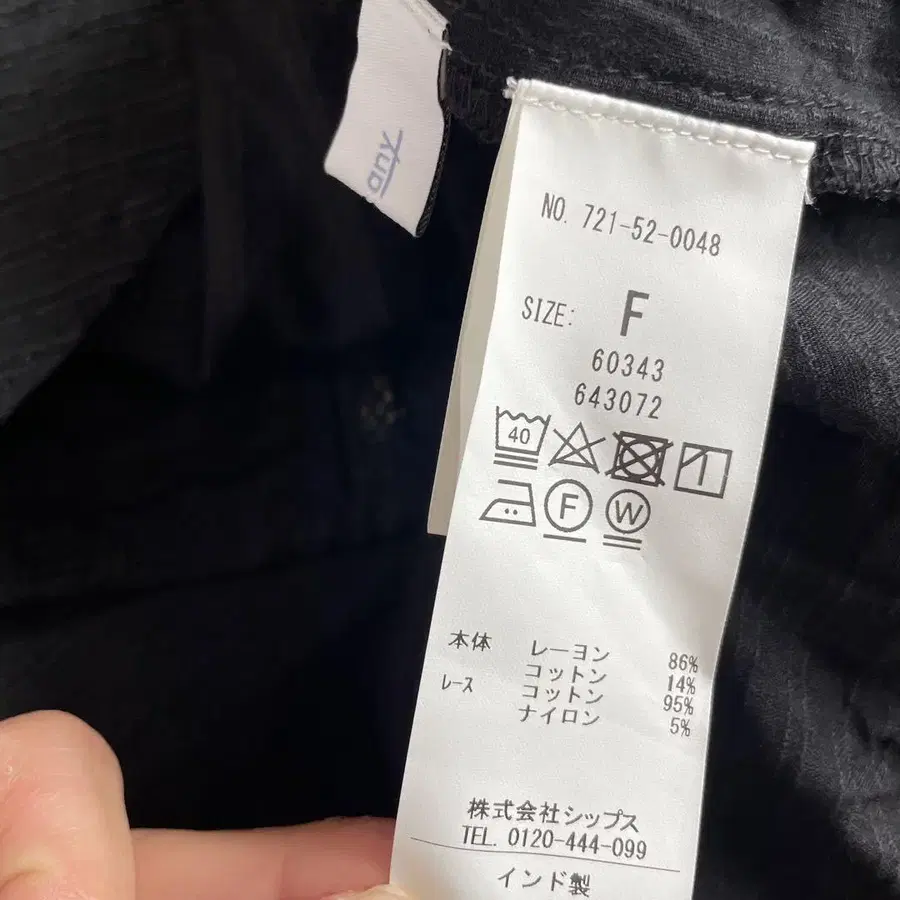 NO. 721-52-0048
SIZE: F
60343
643072
40
F W
本体 レーヨン 86%
コットン 14%
レース コットン 95%
ナイロン 5%
株式会社シップス
TEL. 0120-444-099
インド製